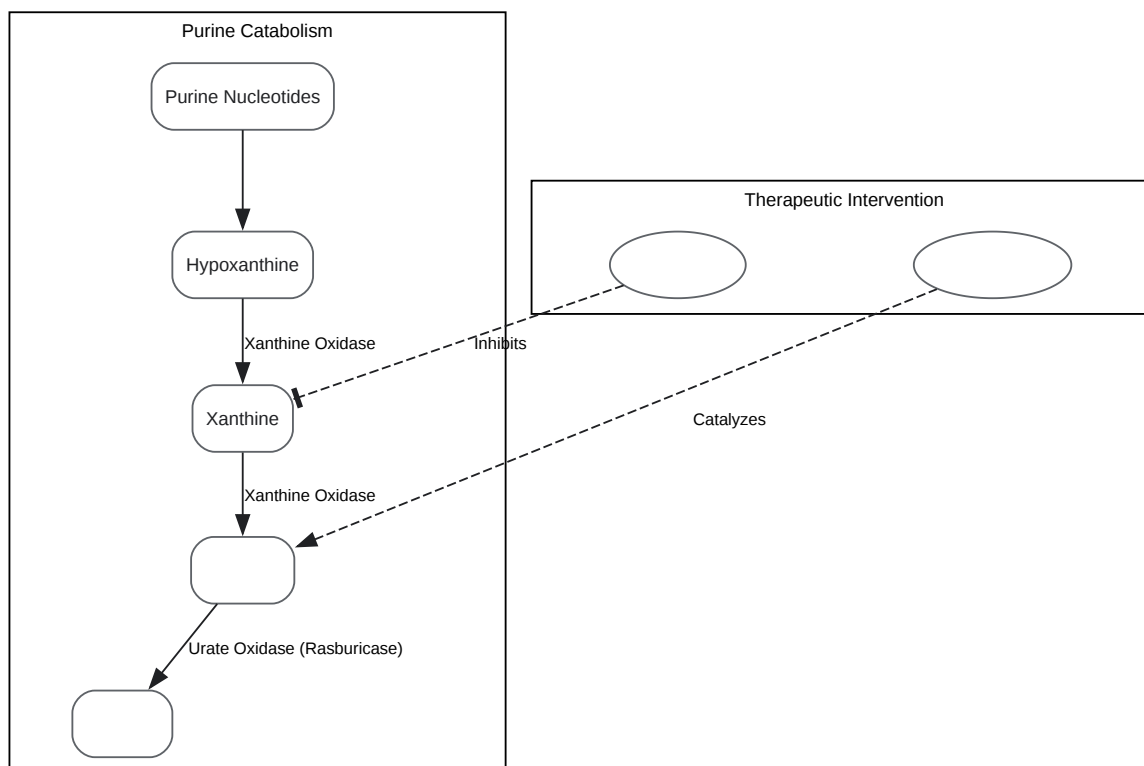 Purine Catabolism
Purine Nucleotides
Therapeutic Intervention
Hypoxanthine
Xanthine Oxidase
Inhibits
Xanthine
Catalyzes
Xanthine Oxidase
Urate Oxidase (Rasburicase)